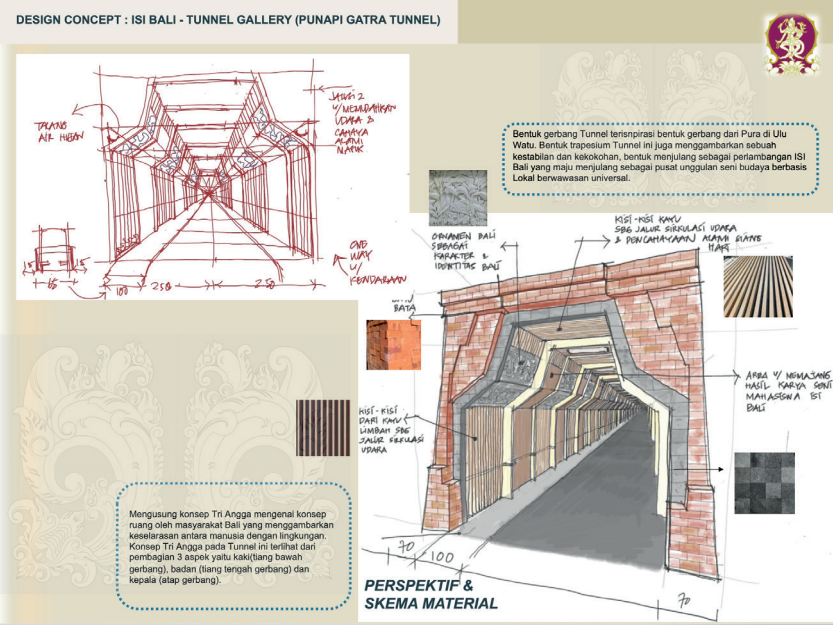 DESIGN CONCEPT : ISI BALI - TUNNEL GALLERY (PUNAPI GATRA TUNNEL)
TALANG
AIR HUJAN
U/ MEMUDAHKAN
UDARA &
CAHAYA
ALAMI
MASUK
ONE
WAY
U/
KENDARAAN
15
15
65
100
250
250
Bentuk gerbang Tunnel terispirasi bentuk gerbang dari Pura di Ulu
Watu. Bentuk trapesium Tunnel ini juga menggambarkan sebuah
kestabilan dan kekokohan, bentuk menjulang sebagai perlambangan ISI
Bali yang maju menjulang sebagai pusat unggulan seni budaya berbasis
Lokal berwawasan universal.
ORNAMEN BALI
SEBAGAI
KARAKTER &
IDENTITAS BALI
KISI-KISI KAYU
SBG JALUR SIRKULASI UDARA
& PENCAHAYAAN ALAMI SIANG
HARI
BATA
KISI-KISI
DARI KAYU
LIMBAH SBG
JALUR SIRKULASI
UDARA
AREA U/ MEMAJANG
HASIL KARYA SENI
MAHASISWA ISI
BALI
Mengusung konsep Tri Angga mengenai konsep
ruang oleh masyarakat Bali yang menggambarkan
keselarasan antara manusia dengan lingkungan.
Konsep Tri Angga pada Tunnel ini terlihat dari
pembagian 3 aspek yaitu kaki(tiang bawah
gerbang), badan (tiang tengah gerbang) dan
kepala (atap gerbang).
70
100
70
PERSPEKTIF &
SKEMA MATERIAL